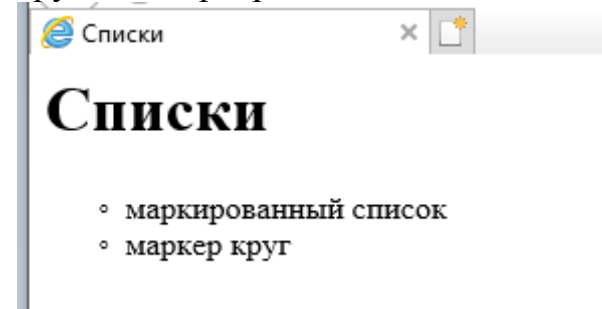 Списки
Списки
маркированный список
маркер круг